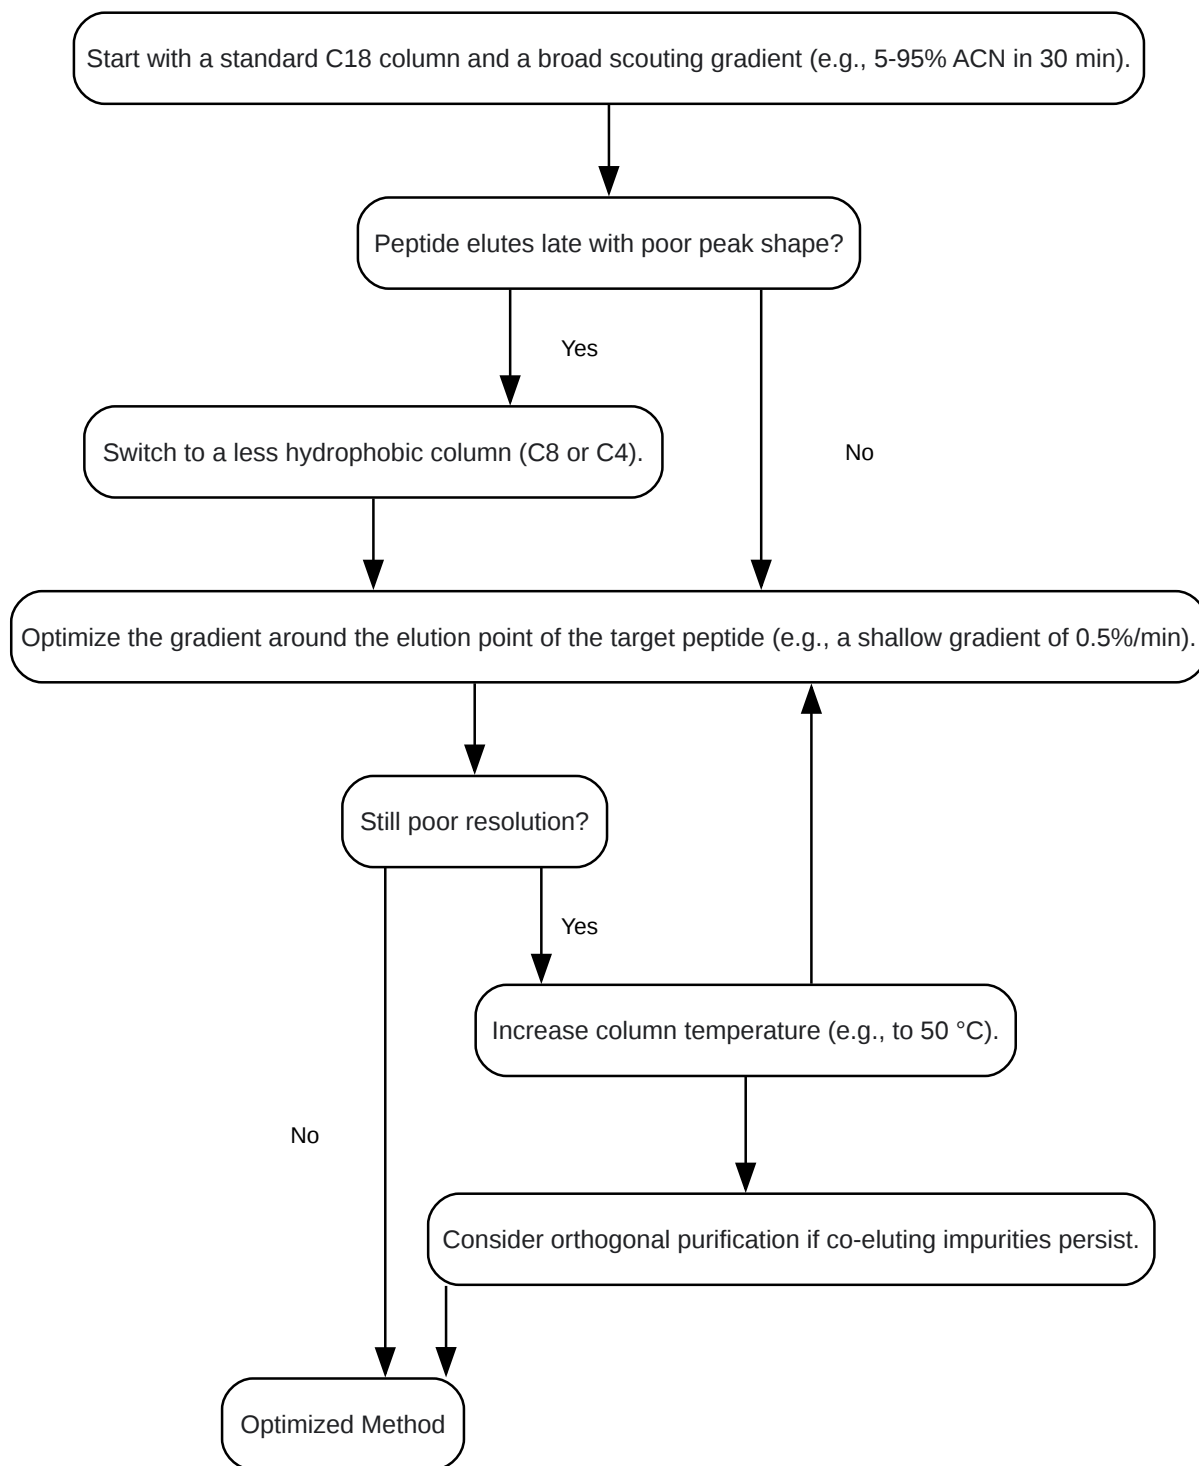 Start with a standard C18 column and a broad scouting gradient (e.g., 5-95% ACN in 30 min).
Peptide elutes late with poor peak shape?
Yes
Switch to a less hydrophobic column (C8 or C4).
No
Optimize the gradient around the elution point of the target peptide (e.g., a shallow gradient of 0.5%/min).
Still poor resolution?
Yes
Increase column temperature (e.g., to 50 °C).
No
Consider orthogonal purification if co-eluting impurities persist.
Optimized Method